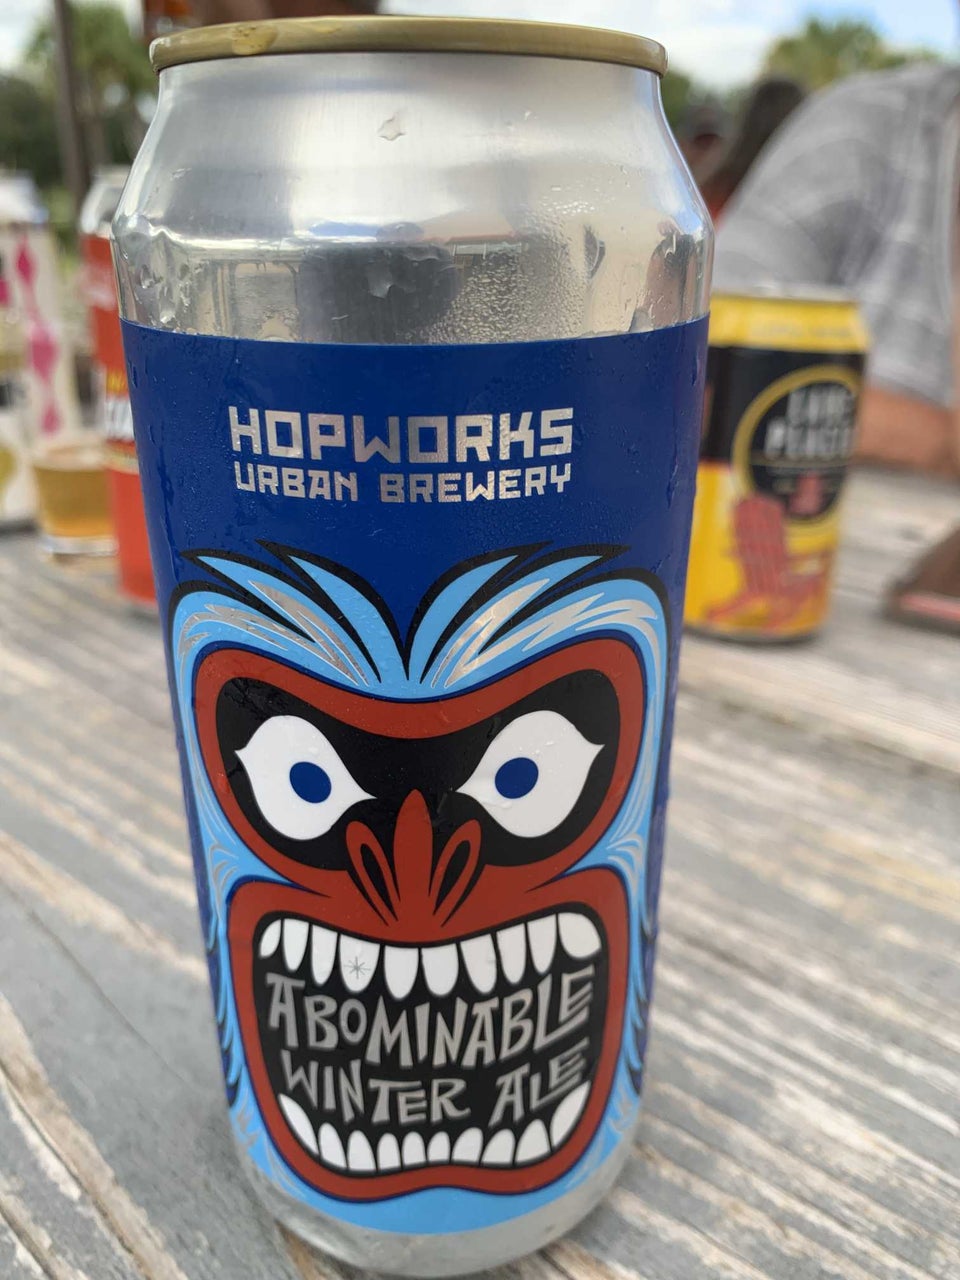 HOPWORKS
URBAN BREWERY
ABOMINABLE
WINTER ALE